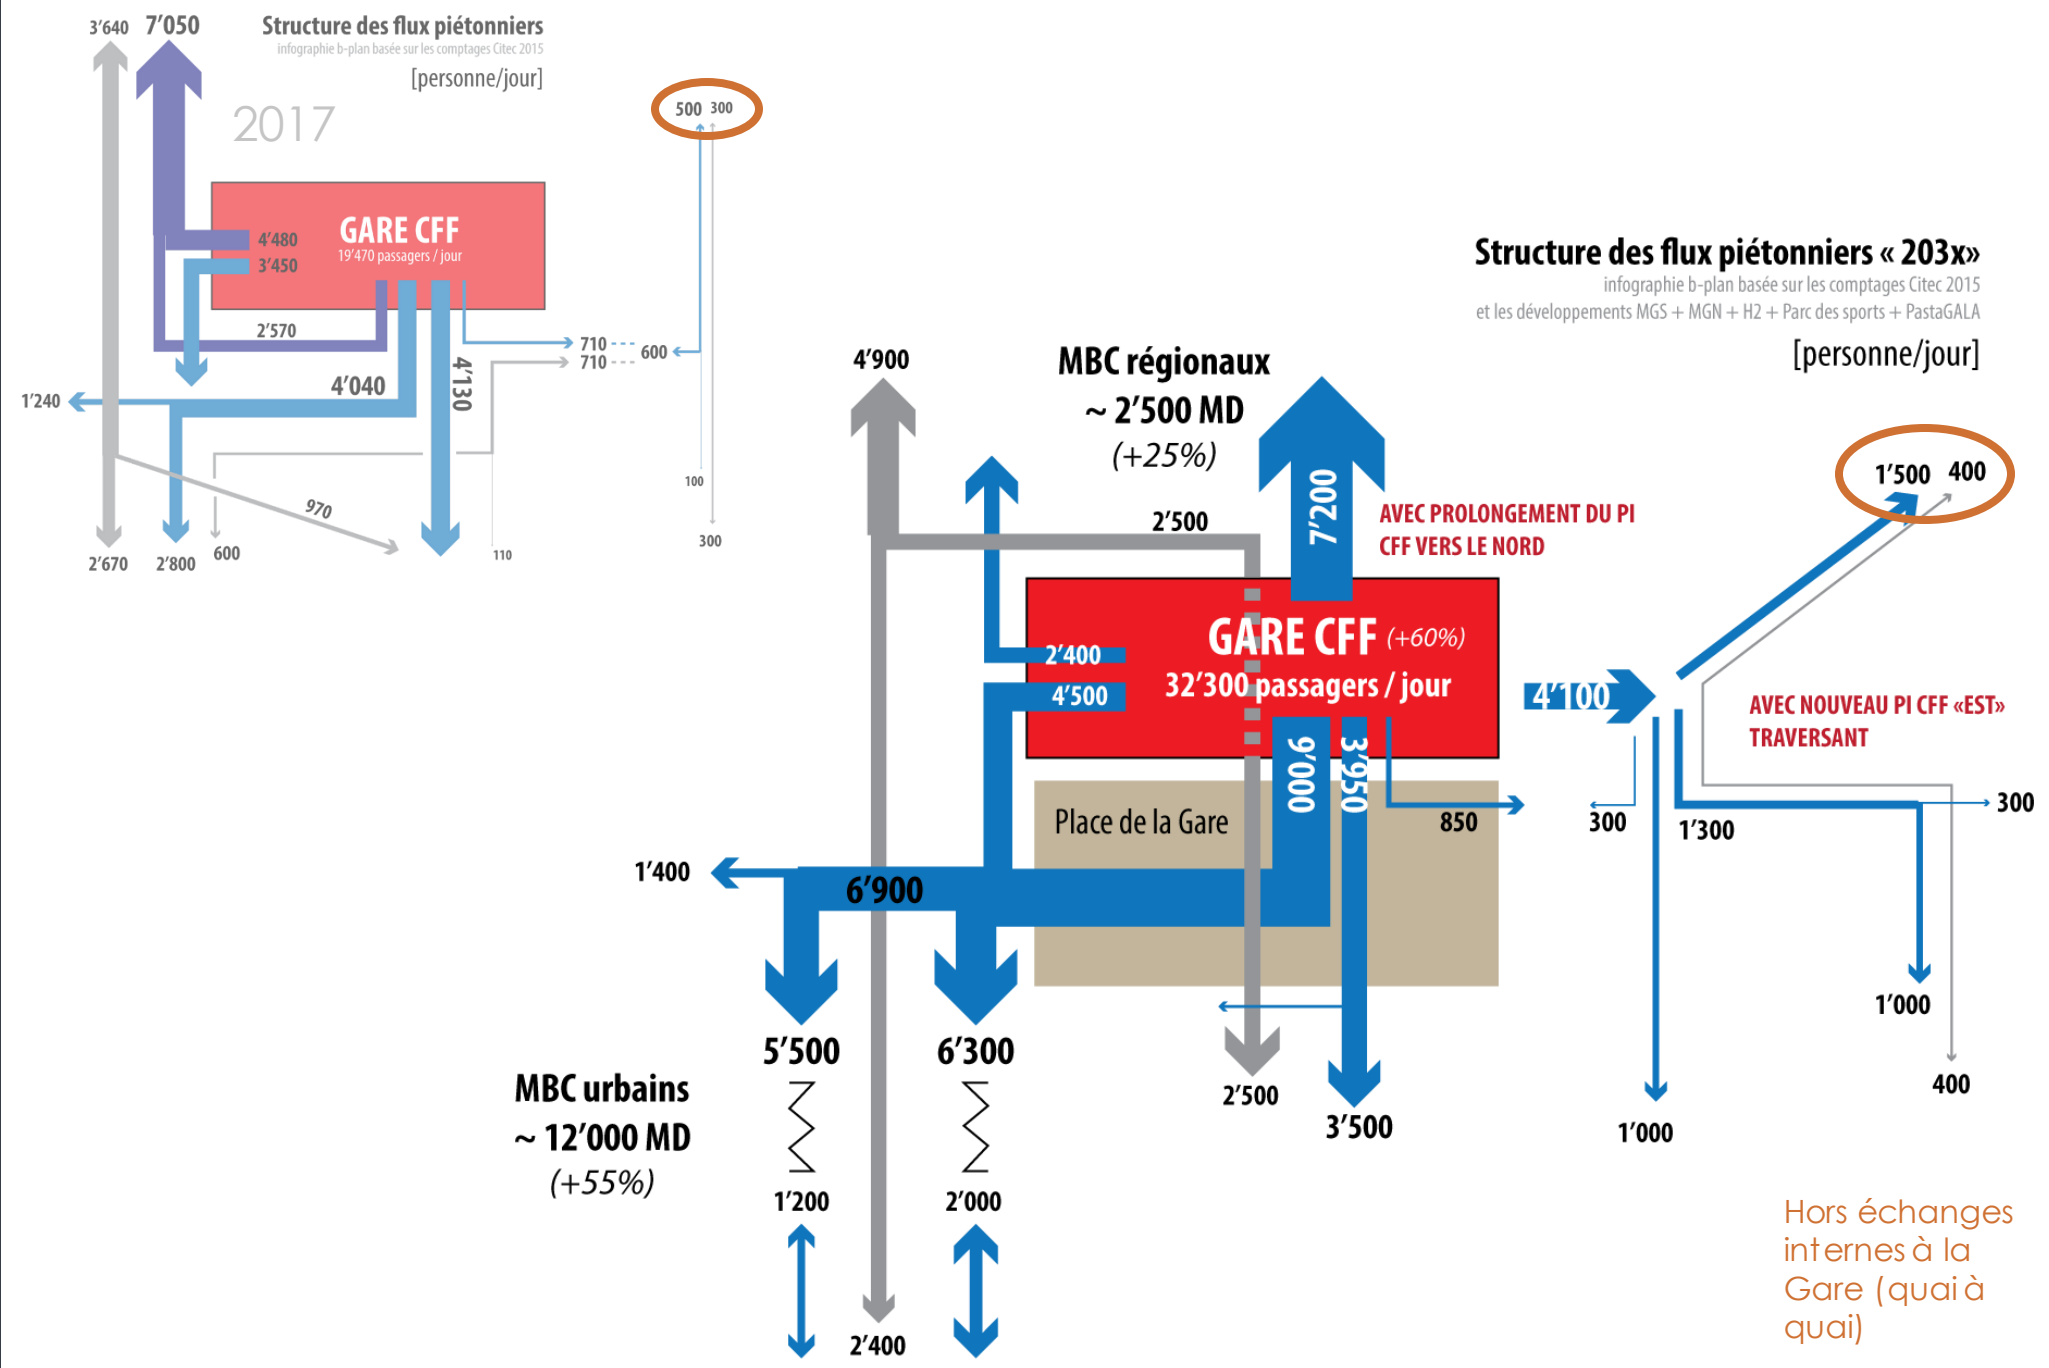 3’640 7’050
Structure des flux piétonniers
infographie b-plan basée sur les comptages Citec 2015
[personne/jour]
2017
500 300
GARE CFF
19’470 passagers / jour
4’480
3’450
2’570
710
710
600
4’040
4’130
1’240
970
100
300
2’670
2’800
600
110
Structure des flux piétonniers « 203x»
infographie b-plan basée sur les comptages Citec 2015
et les développements MGS + MGN + H2 + Parc des sports + PastaGALA
[personne/jour]
4’900
MBC régionaux
~ 2’500 MD
(+25%)
2’500
7’200
AVEC PROLONGEMENT DU PI
CFF VERS LE NORD
1’500 400
GARE CFF (+60%)
32’300 passagers / jour
2’400
4’500
4’100
AVEC NOUVEAU PI CFF «EST»
TRAVERSANT
9’000
3’950
Place de la Gare
850
300
1’300
300
1’400
6’900
1’000
5’500
6’300
2’500
3’500
1’000
400
MBC urbains
~ 12’000 MD
(+55%)
1’200
2’000
2’400
Hors échanges
internes à la
Gare (quai à
quai)